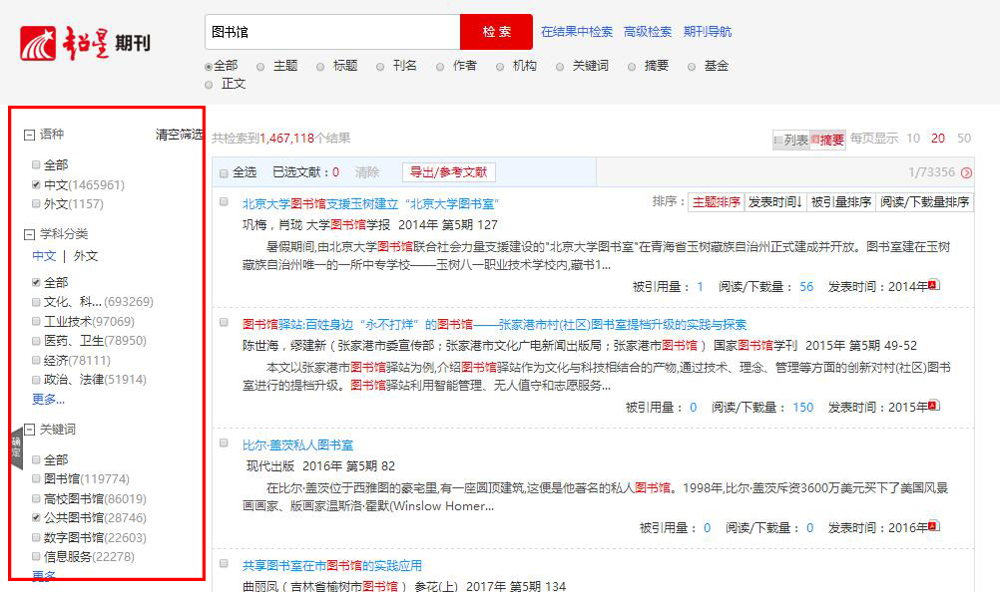 超星 期刊
图书馆
检 索
在结果中检索 高级检索 期刊导航
全部 主题 标题 刊名 作者 机构 关键词 摘要 基金
正文
语种 清空筛选
全部
中文(1465961)
外文(1157)
学科分类
中文 | 外文
全部
文化、科...(693269)
工业技术(97069)
医药、卫生(78950)
经济(78111)
政治、法律(51914)
更多...
关键词
确定
全部
图书馆(119774)
高校图书馆(86019)
公共图书馆(28746)
数字图书馆(22603)
信息服务(22278)
更多
共检索到1,467,118个结果
列表 摘要 每页显示 10 20 50
全选 已选文献：0 清除 导出/参考文献 1/73356
排序： 主题排序 发表时间↓ 被引量排序 阅读/下载量排序
北京大学图书馆支援玉树建立“北京大学图书室”
巩梅，肖珑 大学图书馆学报 2014年 第5期 127
暑假期间,由北京大学图书馆联合社会力量支援建设的"北京大学图书室"在青海省玉树藏族自治州正式建成并开放。图书室建在玉树
藏族自治州唯一的一所中专学校——玉树八一职业技术学校内,藏书1...
被引用量： 1 阅读/下载量： 56 发表时间：2014年
图书馆驿站:百姓身边“永不打烊”的图书馆——张家港市村(社区)图书室提档升级的实践与探索
陈世海，缪建新（张家港市委宣传部；张家港市文化广电新闻出版局；张家港市图书馆） 国家图书馆学刊 2015年 第5期 49-52
本文以张家港市图书馆驿站为例,介绍图书馆驿站作为文化与科技相结合的产物,通过技术、理念、管理等方面的创新对村(社区)图书
室进行的提档升级。图书馆驿站利用智能管理、无人值守和志愿服务...
被引用量： 0 阅读/下载量： 150 发表时间：2015年
比尔·盖茨私人图书室
现代出版 2016年 第5期 82
在比尔·盖茨位于西雅图的豪宅里,有一座圆顶建筑,这便是他著名的私人图书馆。1998年,比尔·盖茨斥资3600万美元买下了美国风景
画画家、版画家温斯洛·霍默(Winslow Homer...
被引用量： 0 阅读/下载量： 0 发表时间：2016年
共享图书室在市图书馆的实践应用
曲丽凤（吉林省榆树市图书馆） 参花(上) 2017年 第5期 134